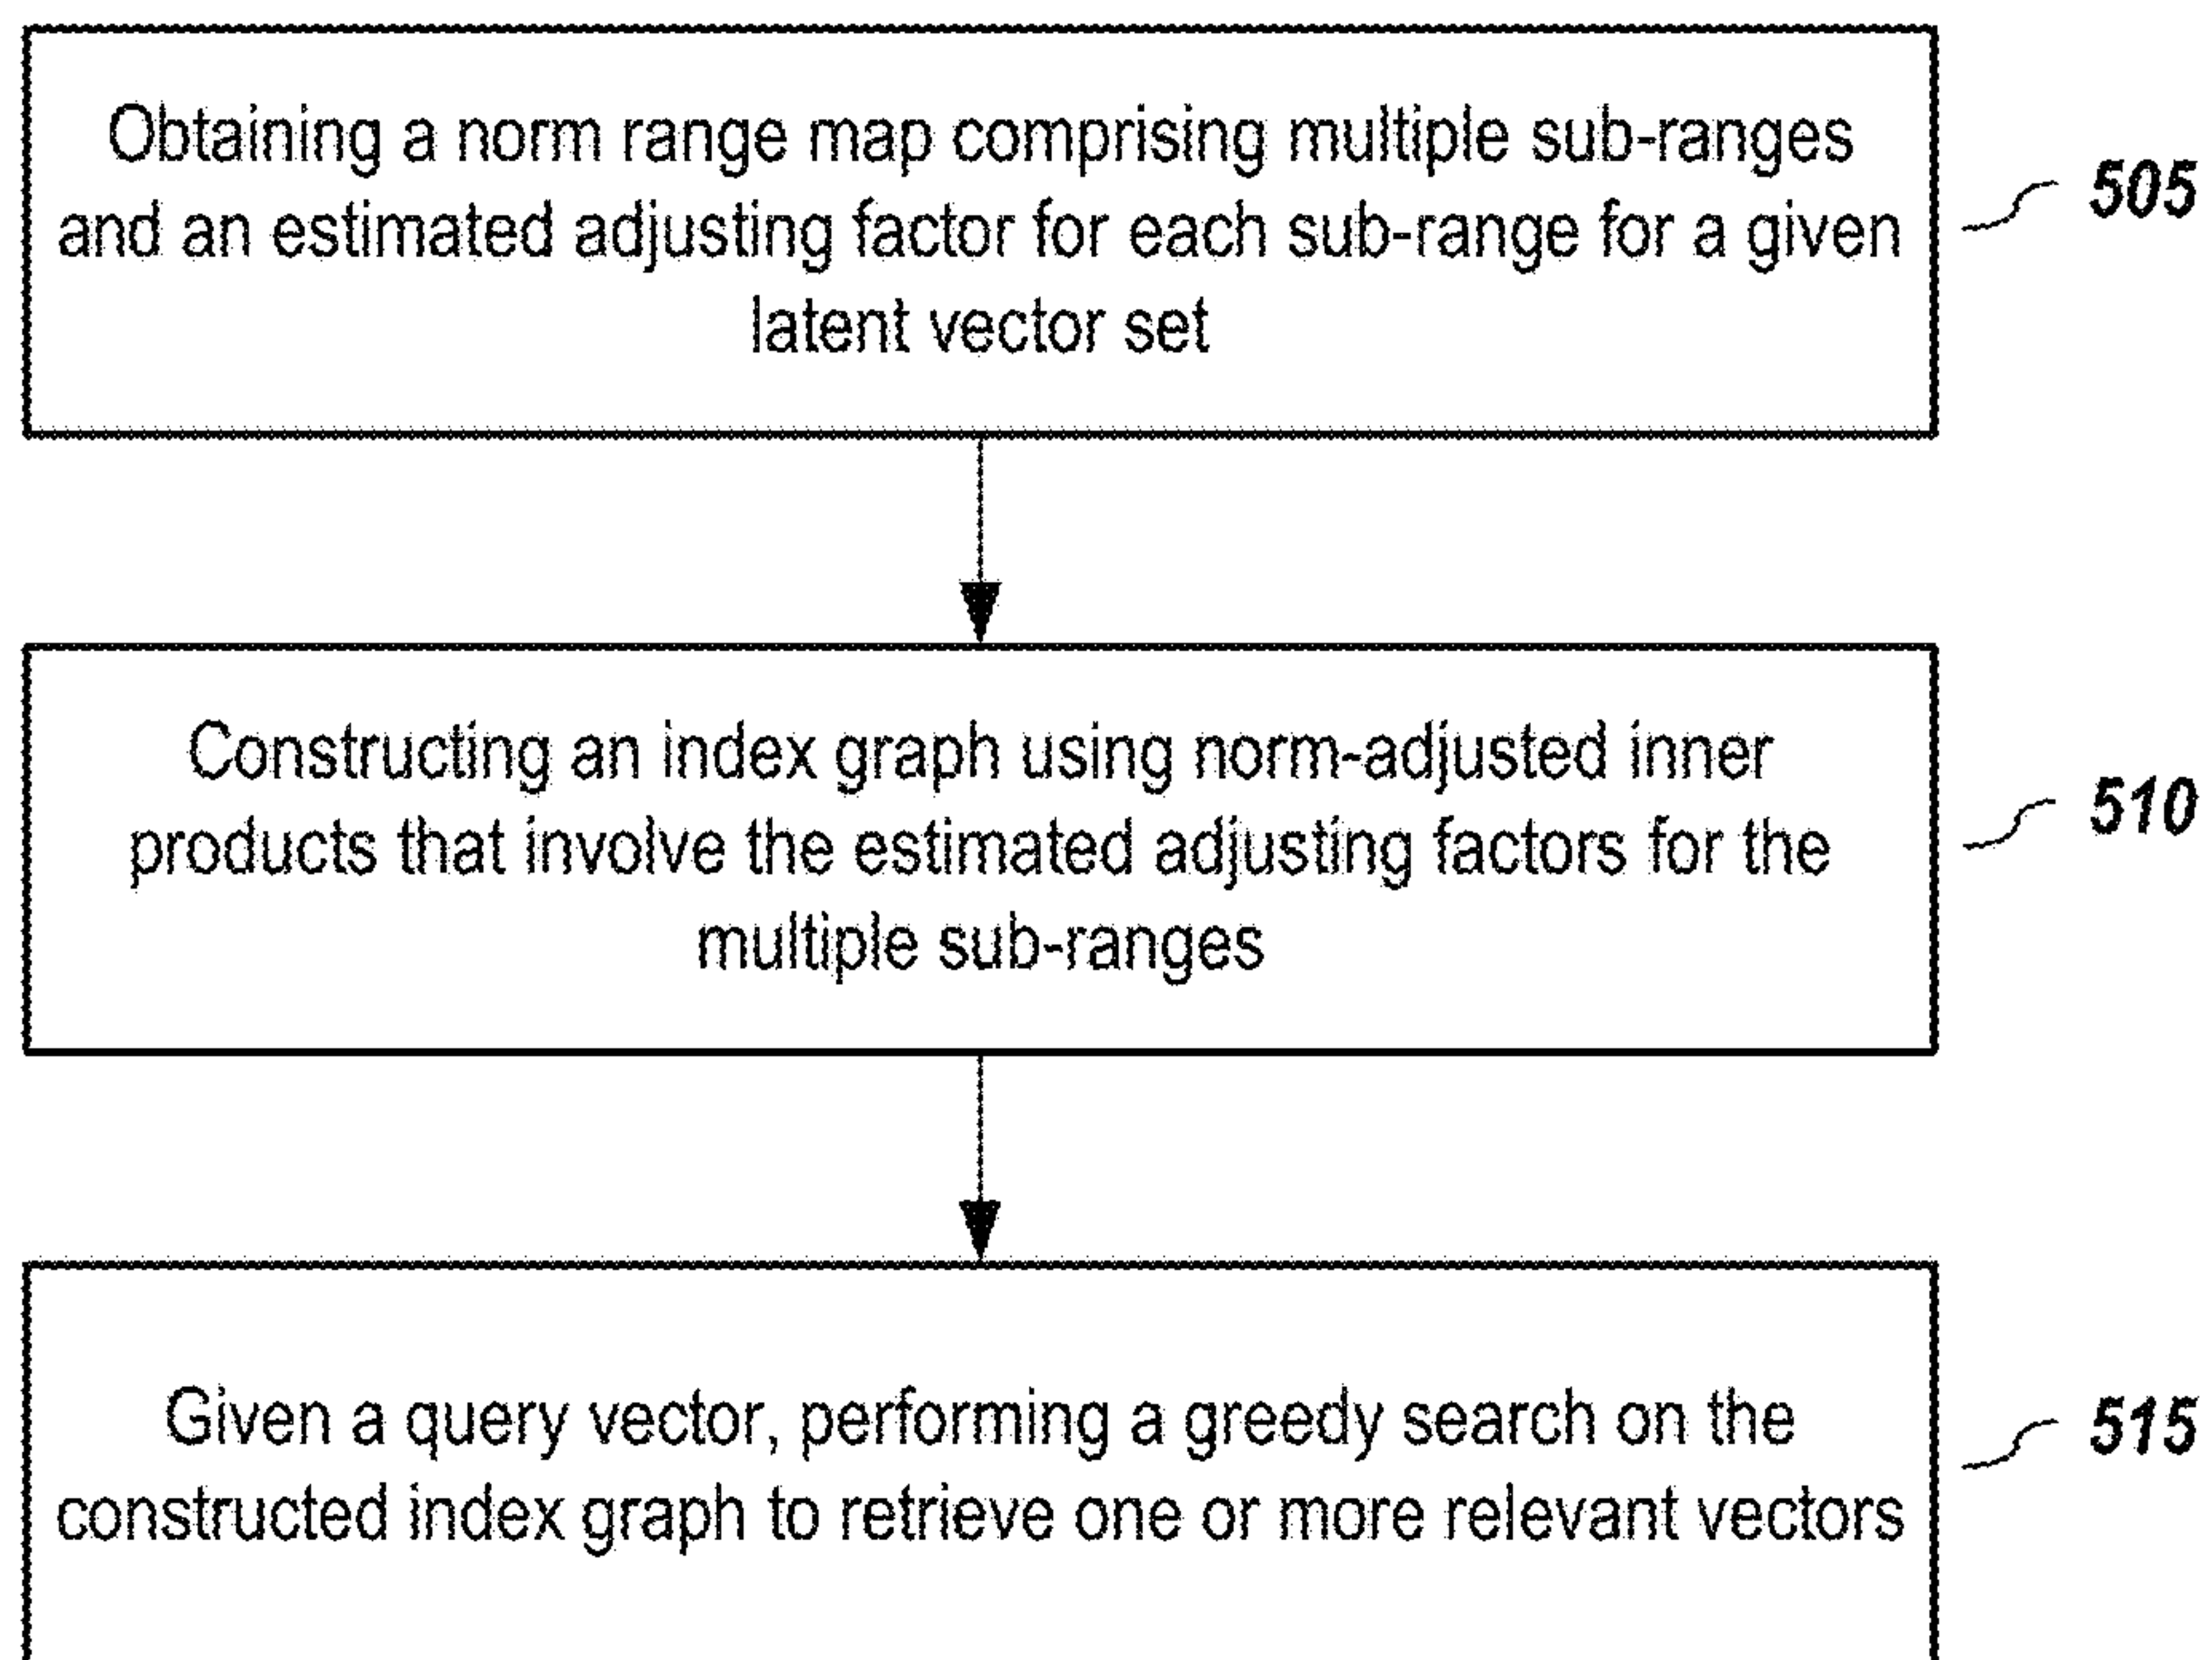 Obtaining a norm range map comprising multiple sub-ranges
and an estimated adjusting factor for each sub-range for a given
latent vector set
505
Constructing an index graph using norm-adjusted inner
products that involve the estimated adjusting factors for the
multiple sub-ranges
510
Given a query vector, performing a greedy search on the
constructed index graph to retrieve one or more relevant vectors
515